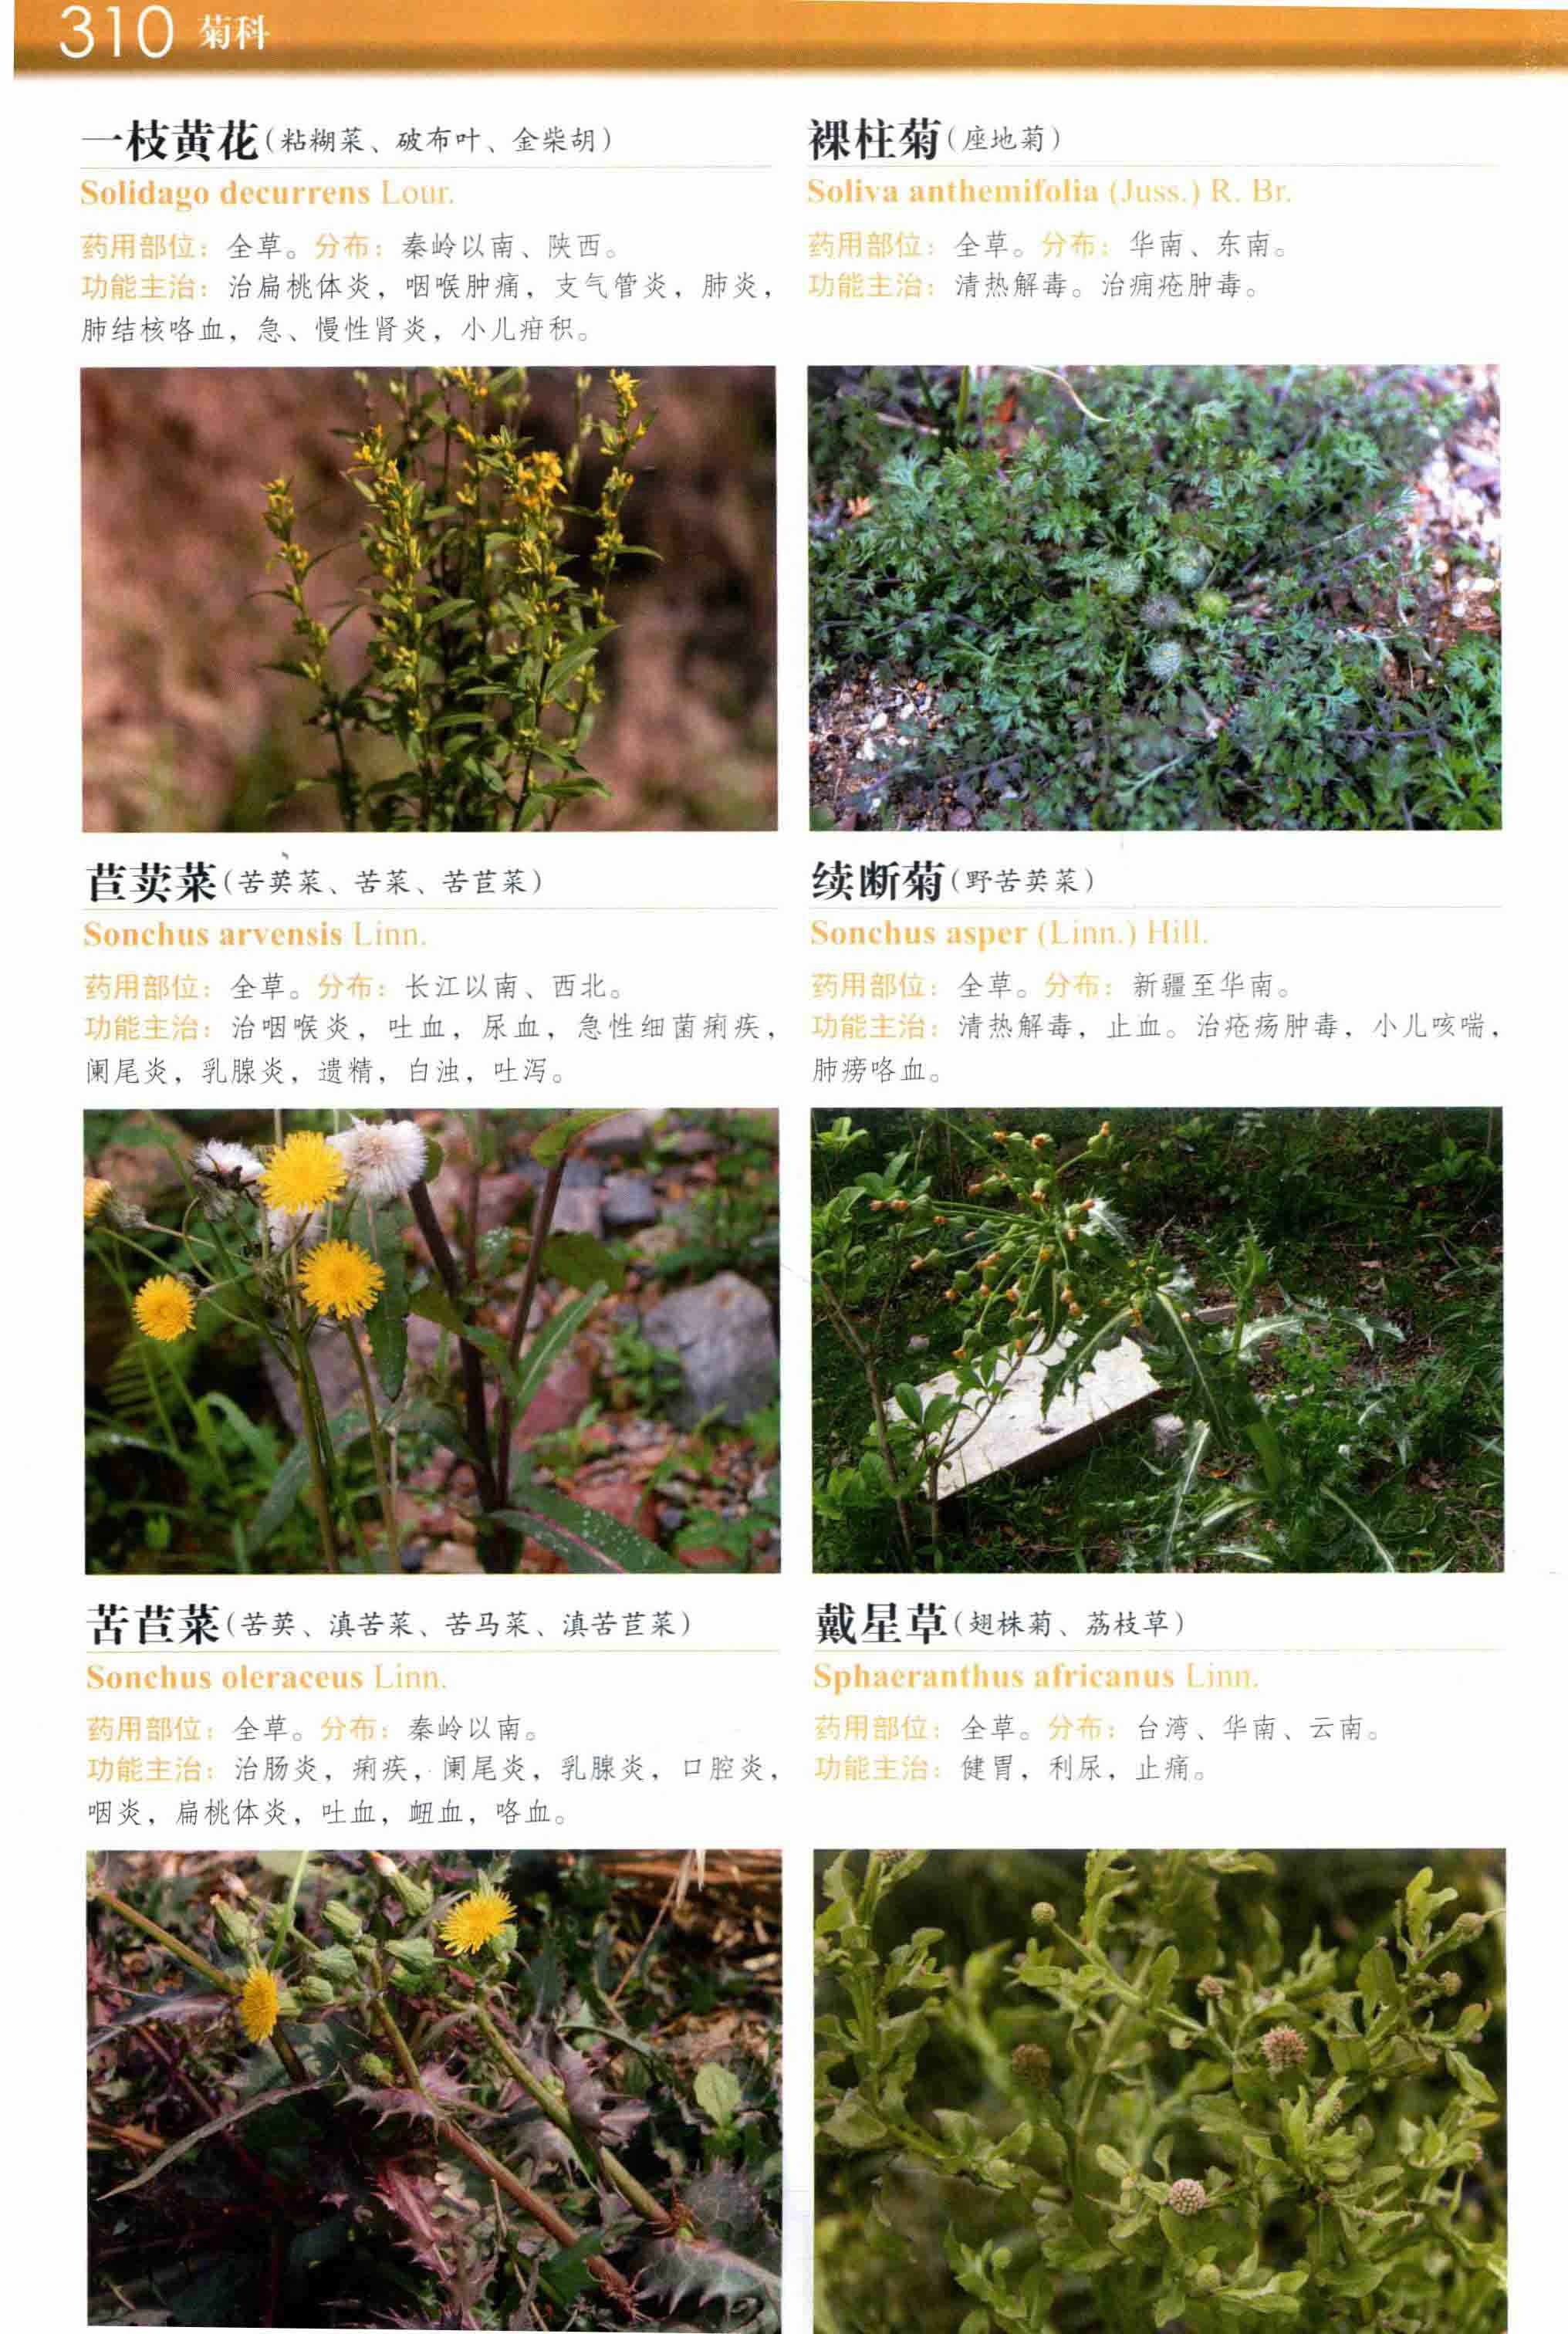 310 菊科
一枝黄花（粘糊菜、破布叶、金柴胡）
Solidago decurrens Lour.
药用部位：全草。分布：秦岭以南、陕西。
功能主治：治扁桃体炎，咽喉肿痛，支气管炎，肺炎，
肺结核咯血，急、慢性肾炎，小儿疳积。
裸柱菊（座地菊）
Soliva anthemifolia (Juss.) R. Br.
药用部位：全草。分布：华南、东南。
功能主治：清热解毒。治痈疮肿毒。
苣荬菜（苦荬菜、苦菜、苦苣菜）
Sonchus arvensis Linn.
药用部位：全草。分布：长江以南、西北。
功能主治：治咽喉炎，吐血，尿血，急性细菌痢疾，
阑尾炎，乳腺炎，遗精，白浊，吐泻。
续断菊（野苦荬菜）
Sonchus asper (Linn.) Hill.
药用部位：全草。分布：新疆至华南。
功能主治：清热解毒，止血。治疮疡肿毒，小儿咳喘，
肺痨咯血。
苦苣菜（苦荬、滇苦菜、苦马菜、滇苦苣菜）
Sonchus oleraceus Linn.
药用部位：全草。分布：秦岭以南。
功能主治：治肠炎，痢疾，阑尾炎，乳腺炎，口腔炎，
咽炎，扁桃体炎，吐血，衄血，咯血。
戴星草（翅株菊、荔枝草）
Sphaeranthus africanus Linn.
药用部位：全草。分布：台湾、华南、云南。
功能主治：健胃，利尿，止痛。